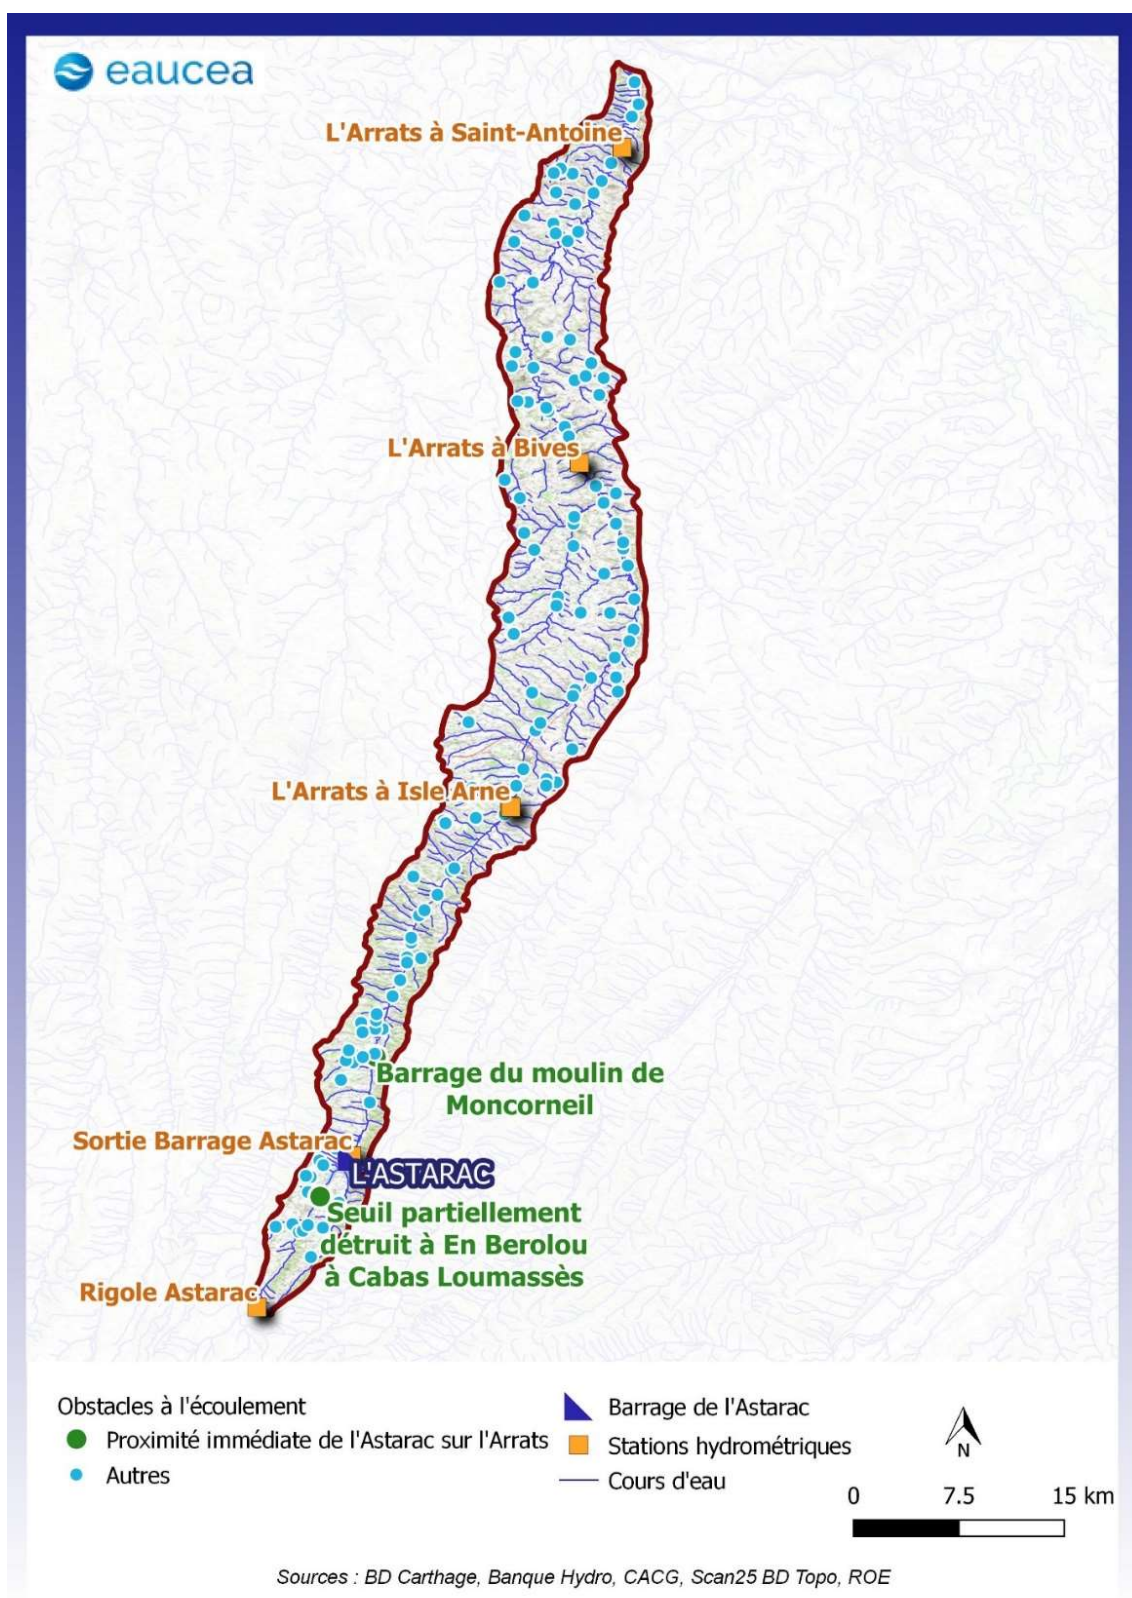 eaucea
L'Arrats à Saint-Antoine
L'Arrats à Bives
L'Arrats à Isle Arne
Barrage du moulin de
Moncorneil
Sortie Barrage Astarac
L'ASTARAC
Seuil partiellement
détruit à En Berolou
à Cabas Loumassès
Rigole Astarac
Obstacles à l'écoulement
Proximité immédiate de l'Astarac sur l'Arrats
Autres
Barrage de l'Astarac
Stations hydrométriques
Cours d'eau
N
0 7.5 15 km
Sources : BD Carthage, Banque Hydro, CACG, Scan25 BD Topo, ROE